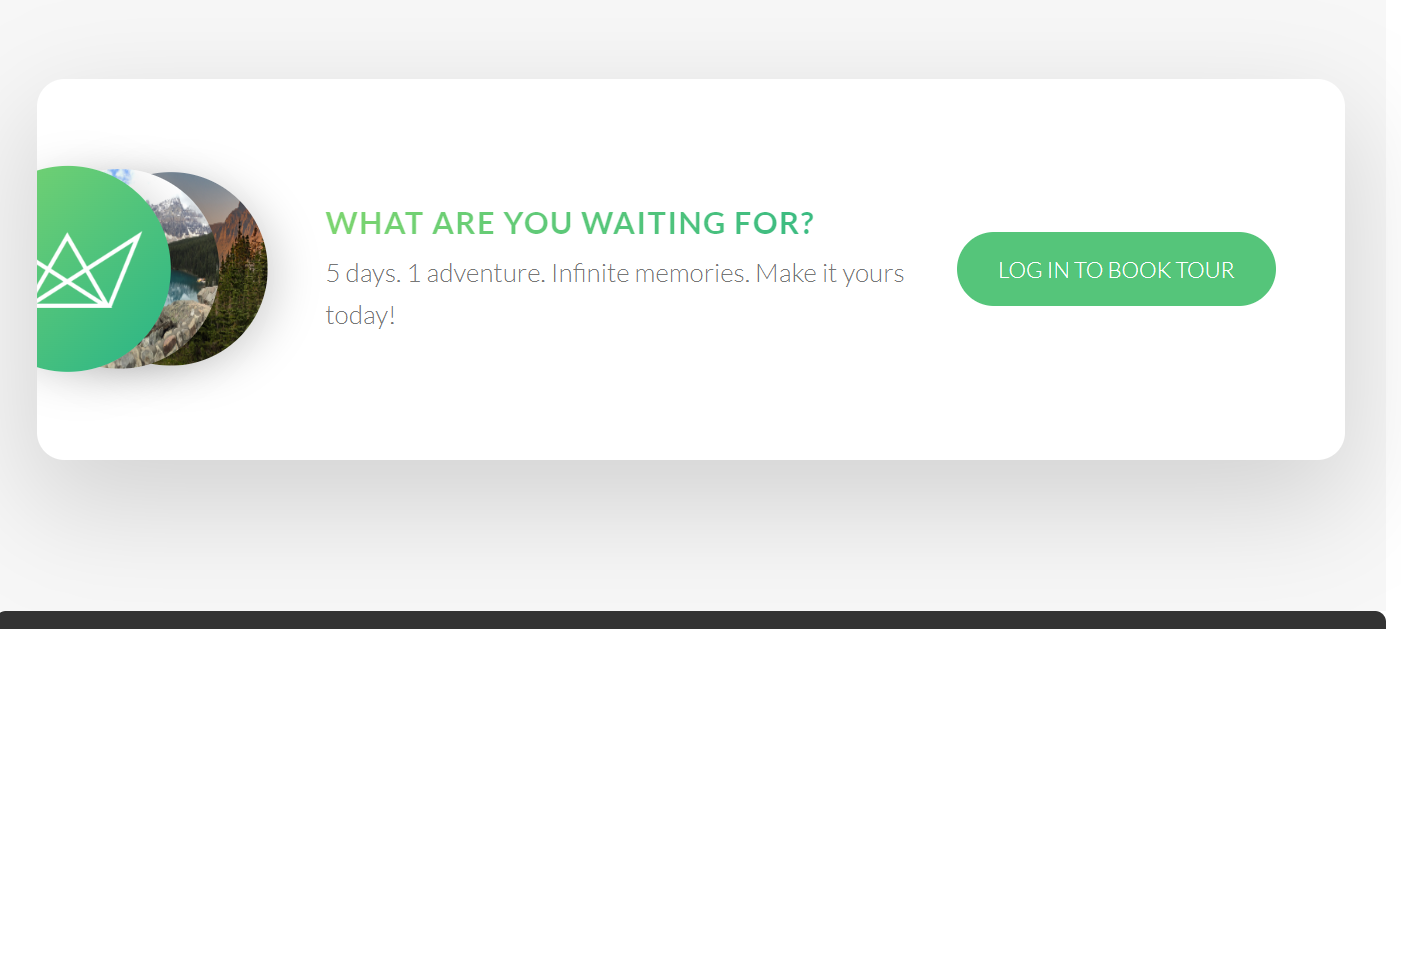 WHAT ARE YOU WAITING FOR?
5 days. 1 adventure. Infinite memories. Make it yours
today!
LOG IN TO BOOK TOUR